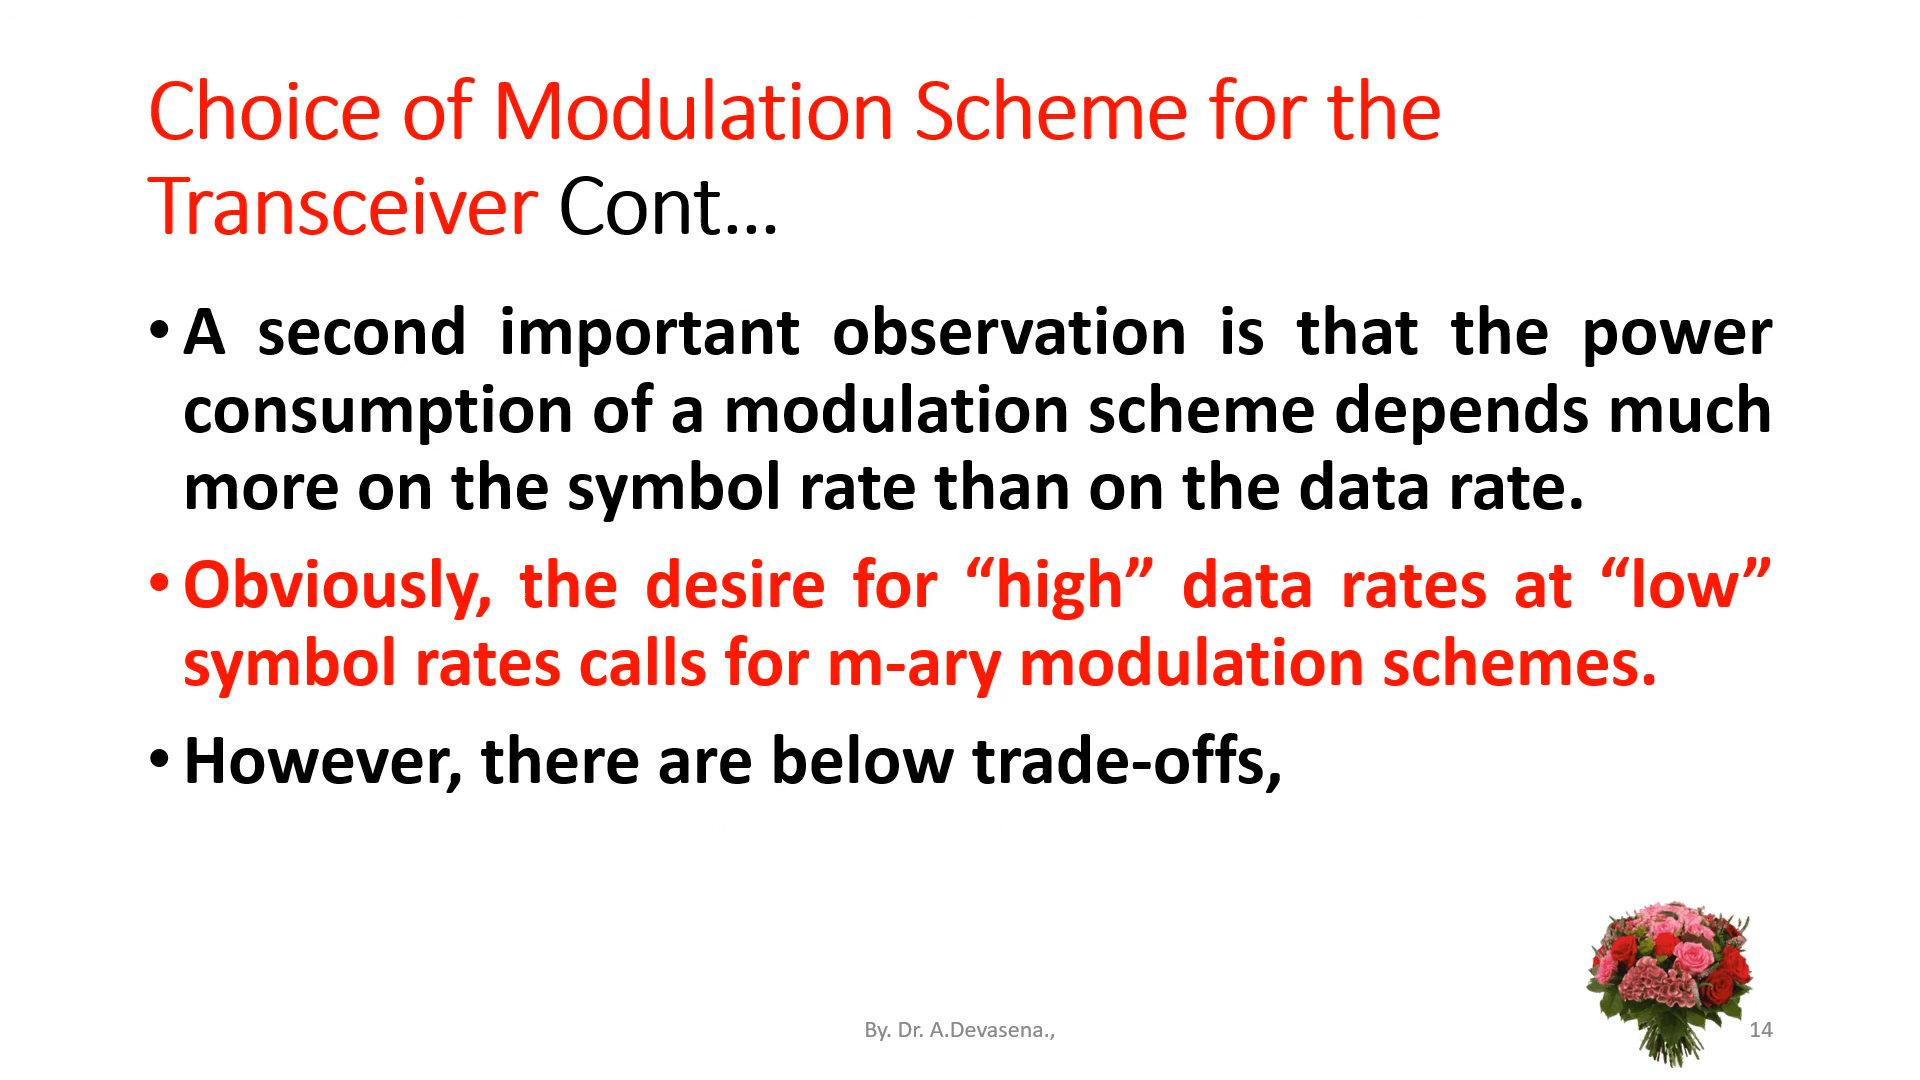 Choice of Modulation Scheme for the
Transceiver Cont...
• A second important observation is that the power
consumption of a modulation scheme depends much
more on the symbol rate than on the data rate.
• Obviously, the desire for “high” data rates at “low”
symbol rates calls for m-ary modulation schemes.
• However, there are below trade-offs,
By. Dr. A.Devasena.,
14